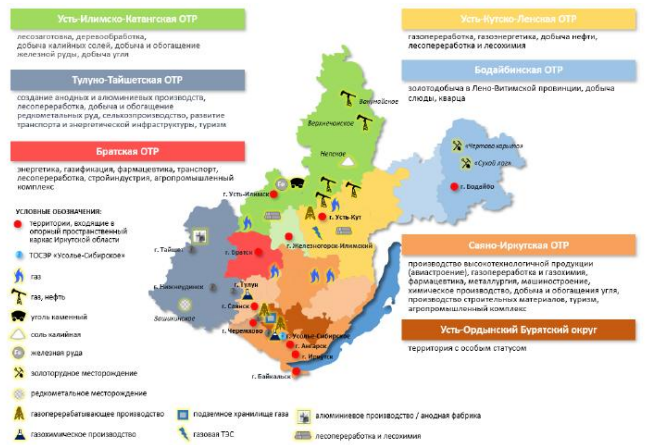 Усть-Илимско-Катангская ОТР
лесозаготовка, деревообработка,
добыча калийных солей, добыча и обогащение
железной руды, добыча угля
Тулуно-Тайшетская ОТР
создание анодных и алюминиевых производств,
лесопереработка, добыча и обогащение
редкометальных руд, сельхозпроизводство, развитие
транспорта и энергетической инфраструктуры, туризм
Братская ОТР
энергетика, газификация, фармацевтика, транспорт,
лесопереработка, стройиндустрия, агропромышленный
комплекс
УСЛОВНЫЕ ОБОЗНАЧЕНИЯ:
территории, входящие в
опорный пространственный
каркас Иркутской области
ТОСЭР «Усолье-Сибирское»
газ
газ, нефть
уголь каменный
соль калийная
железная руда
золоторудное месторождение
редкометальное месторождение
газоперерабатывающее производство
газохимическое производство
подземное хранилище газа
газовая ТЭС
алюминиевое производство / анодная фабрика
лесопереработка и лесохимия
Усть-Кутско-Ленская ОТР
газопереработка, газоэнергетика, добыча нефти,
лесопереработка и лесохимия
Бодайбинская ОТР
золотодобыча в Лено-Витимской провинции, добыча
слюды, кварца
Саяно-Иркутская ОТР
производство высокотехнологичной продукции
(авиастроение), газопереработка и газохимия,
фармацевтика, металлургия, машиностроение,
химическое производство, добыча и обогащения угля,
производство строительных материалов, туризм,
агропромышленный комплекс
Усть-Ордынский Бурятский округ
территория с особым статусом
Верхнечонское
Непское
«Чертово корыто»
«Сухой лог»
г. Бодайбо
г. Усть-Илимск
г. Усть-Кут
г. Железногорск-Илимский
г. Братск
г. Тайшет
г. Нижнеудинск
г. Тулун
г. Саянск
г. Черемхово
г. Усолье-Сибирское
г. Ангарск
г. Иркутск
г. Байкальск